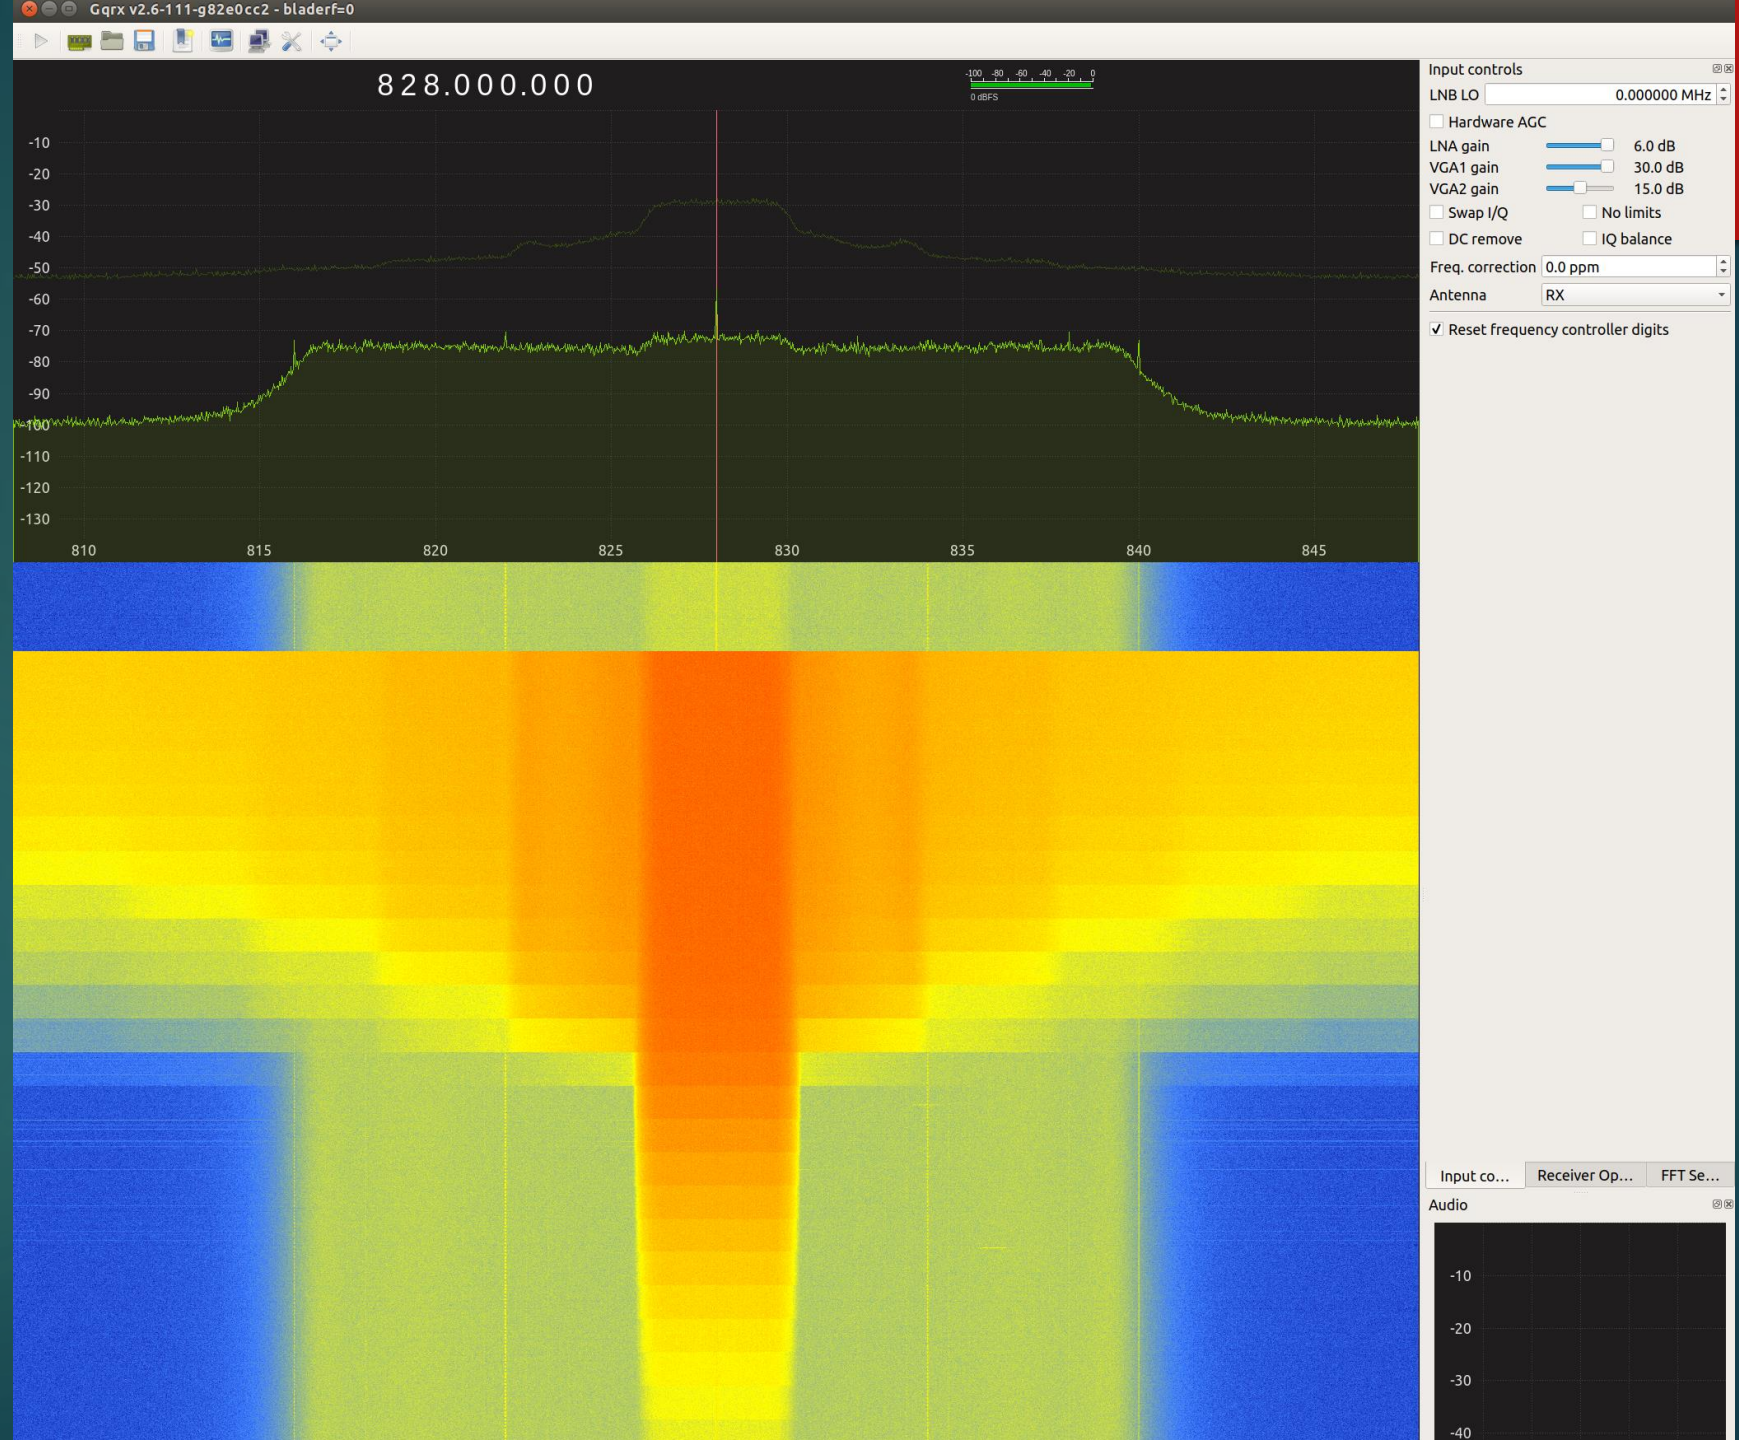 Gqrx v2.6-111-g82e0cc2 - bladerf=0
828.000.000
-100 -80 -60 -40 -20 0
0 dBFS
-10
-20
-30
-40
-50
-60
-70
-80
-90
-100
-110
-120
-130
810 815 820 825 830 835 840 845
Input controls
LNB LO 0.000000 MHz
Hardware AGC
LNA gain 6.0 dB
VGA1 gain 30.0 dB
VGA2 gain 15.0 dB
Swap I/Q No limits
DC remove IQ balance
Freq. correction 0.0 ppm
Antenna RX
Reset frequency controller digits
Input co... Receiver Op... FFT Se...
Audio
-10
-20
-30
-40